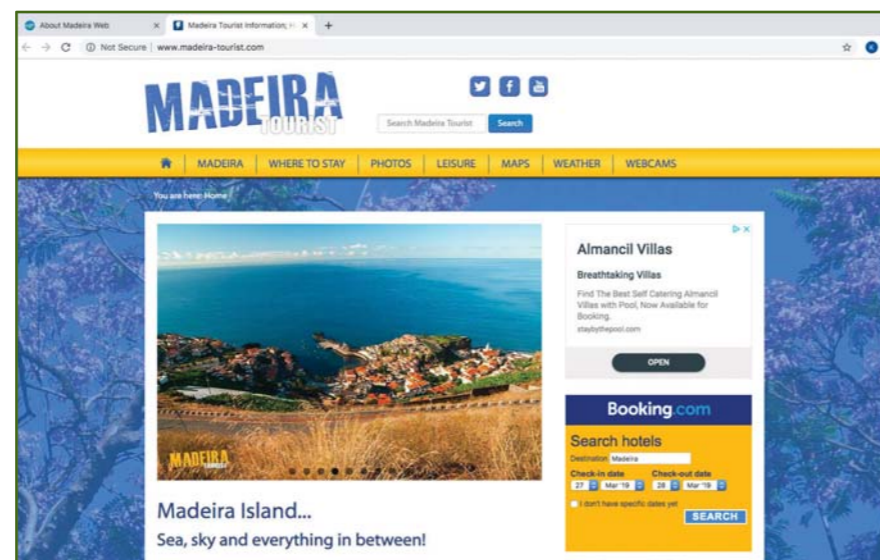 About Madeira Web
Madeira Tourist Information; H
Not Secure | www.madeira-tourist.com
MADEIRA
TOURIST
Search Madeira Tourist
Search
MADEIRA | WHERE TO STAY | PHOTOS | LEISURE | MAPS | WEATHER | WEBCAMS
You are here: Home
MADEIRA
TOURIST
Madeira Island...
Sea, sky and everything in between!
Almancil Villas
Breathtaking Villas
Find The Best Self Catering Almancil
Villas with Pool, Now Available for
Booking.
staybythepool.com
OPEN
Booking.com
Search hotels
Destination Madeira
Check-in date Check-out date
27 Mar '19 28 Mar '19
I don't have specific dates yet
SEARCH